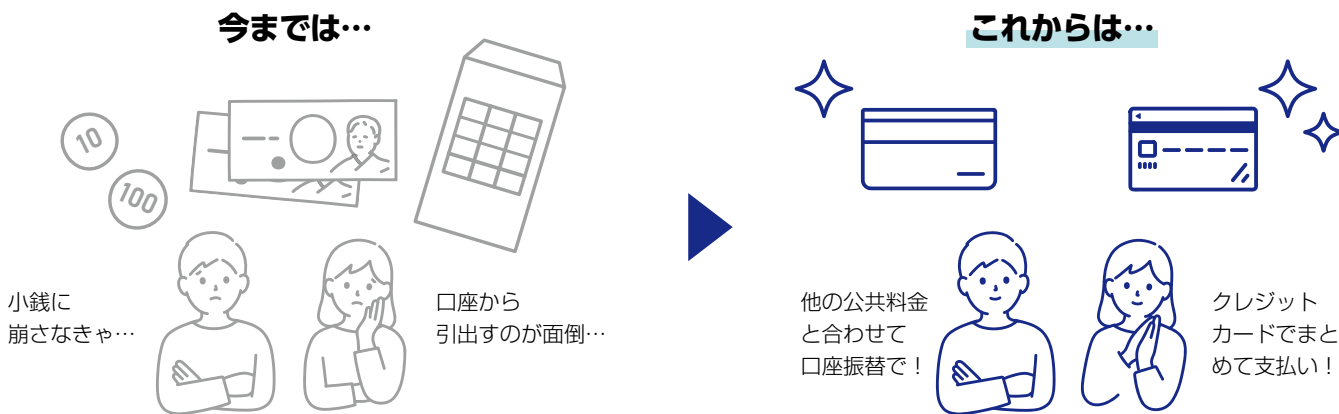 今までは…
10
100
小銭に
崩さなきゃ…
口座から
引出すのが面倒…
これからは…
他の公共料金
と合わせて
口座振替で！
クレジット
カードでまと
めて支払い！